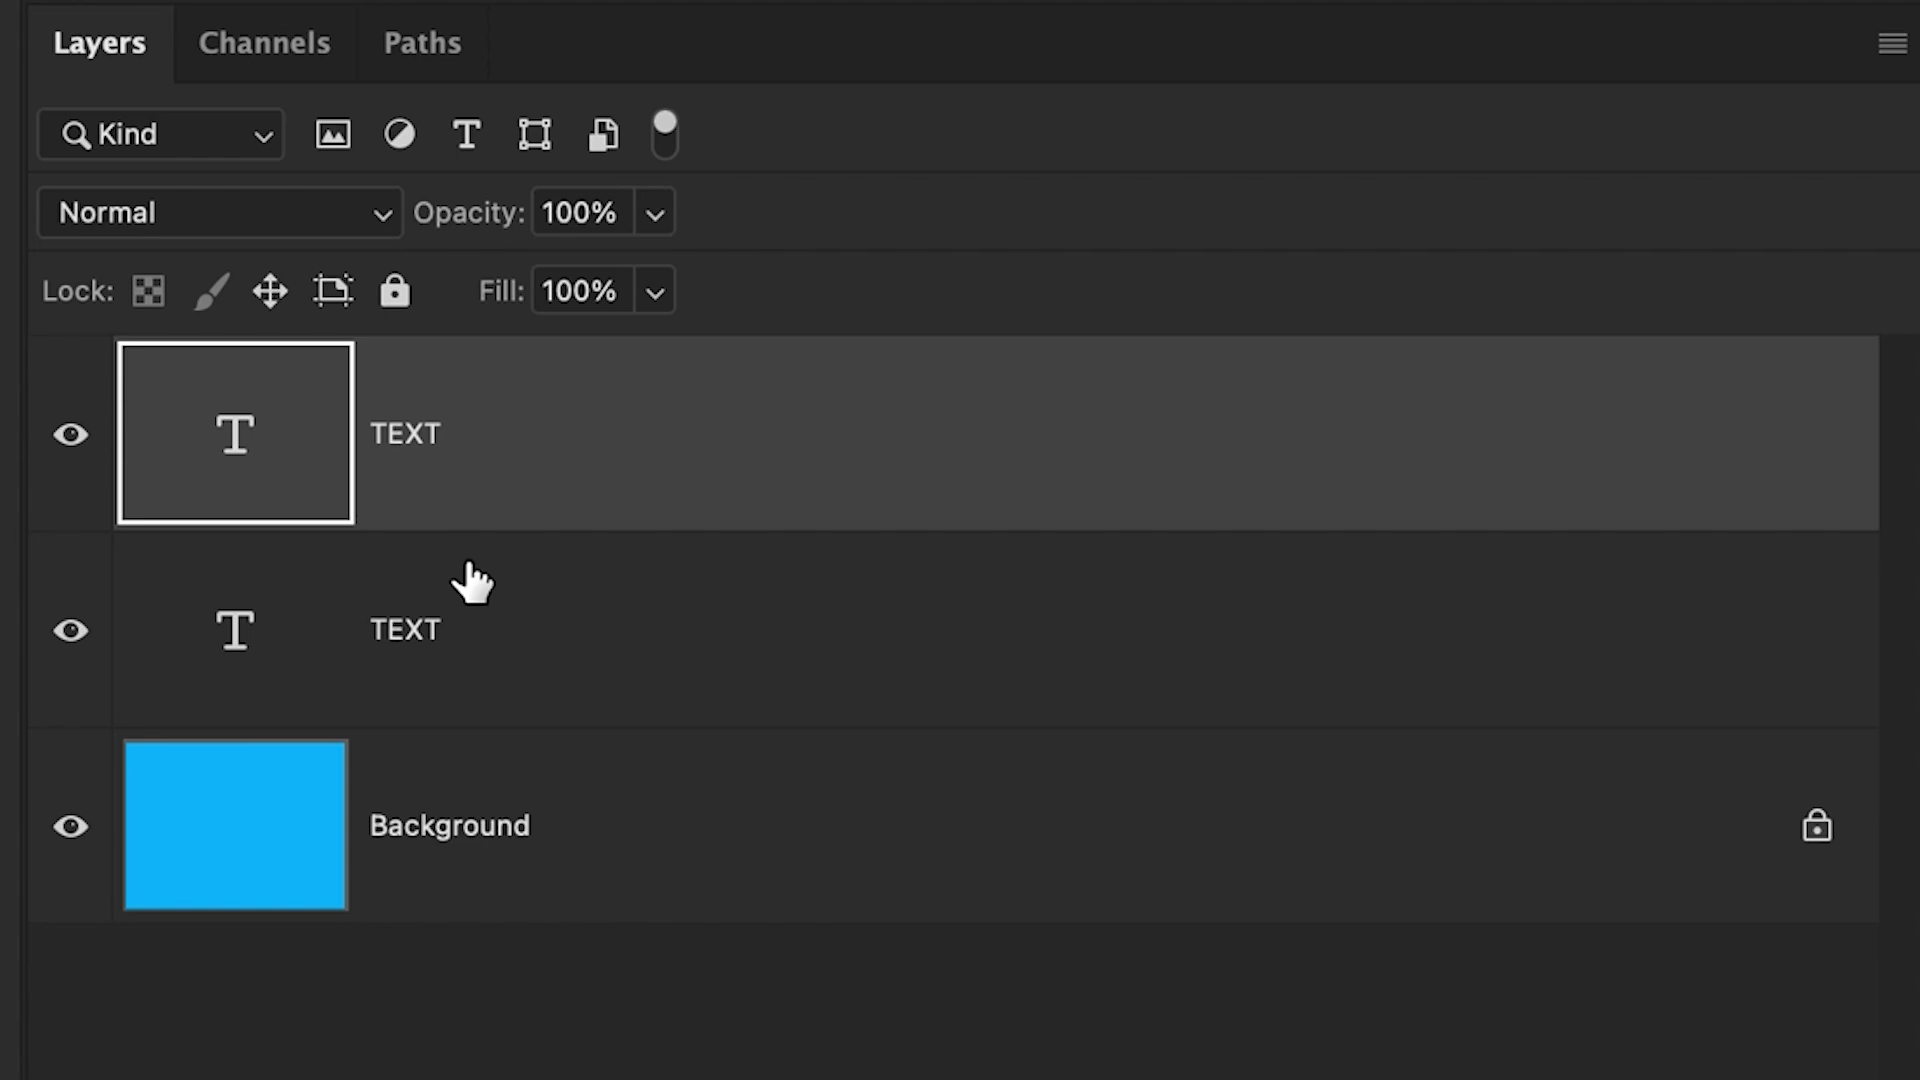 Layers Channels Paths
Kind
Normal Opacity: 100%
Lock: Fill: 100%
TEXT
TEXT
Background